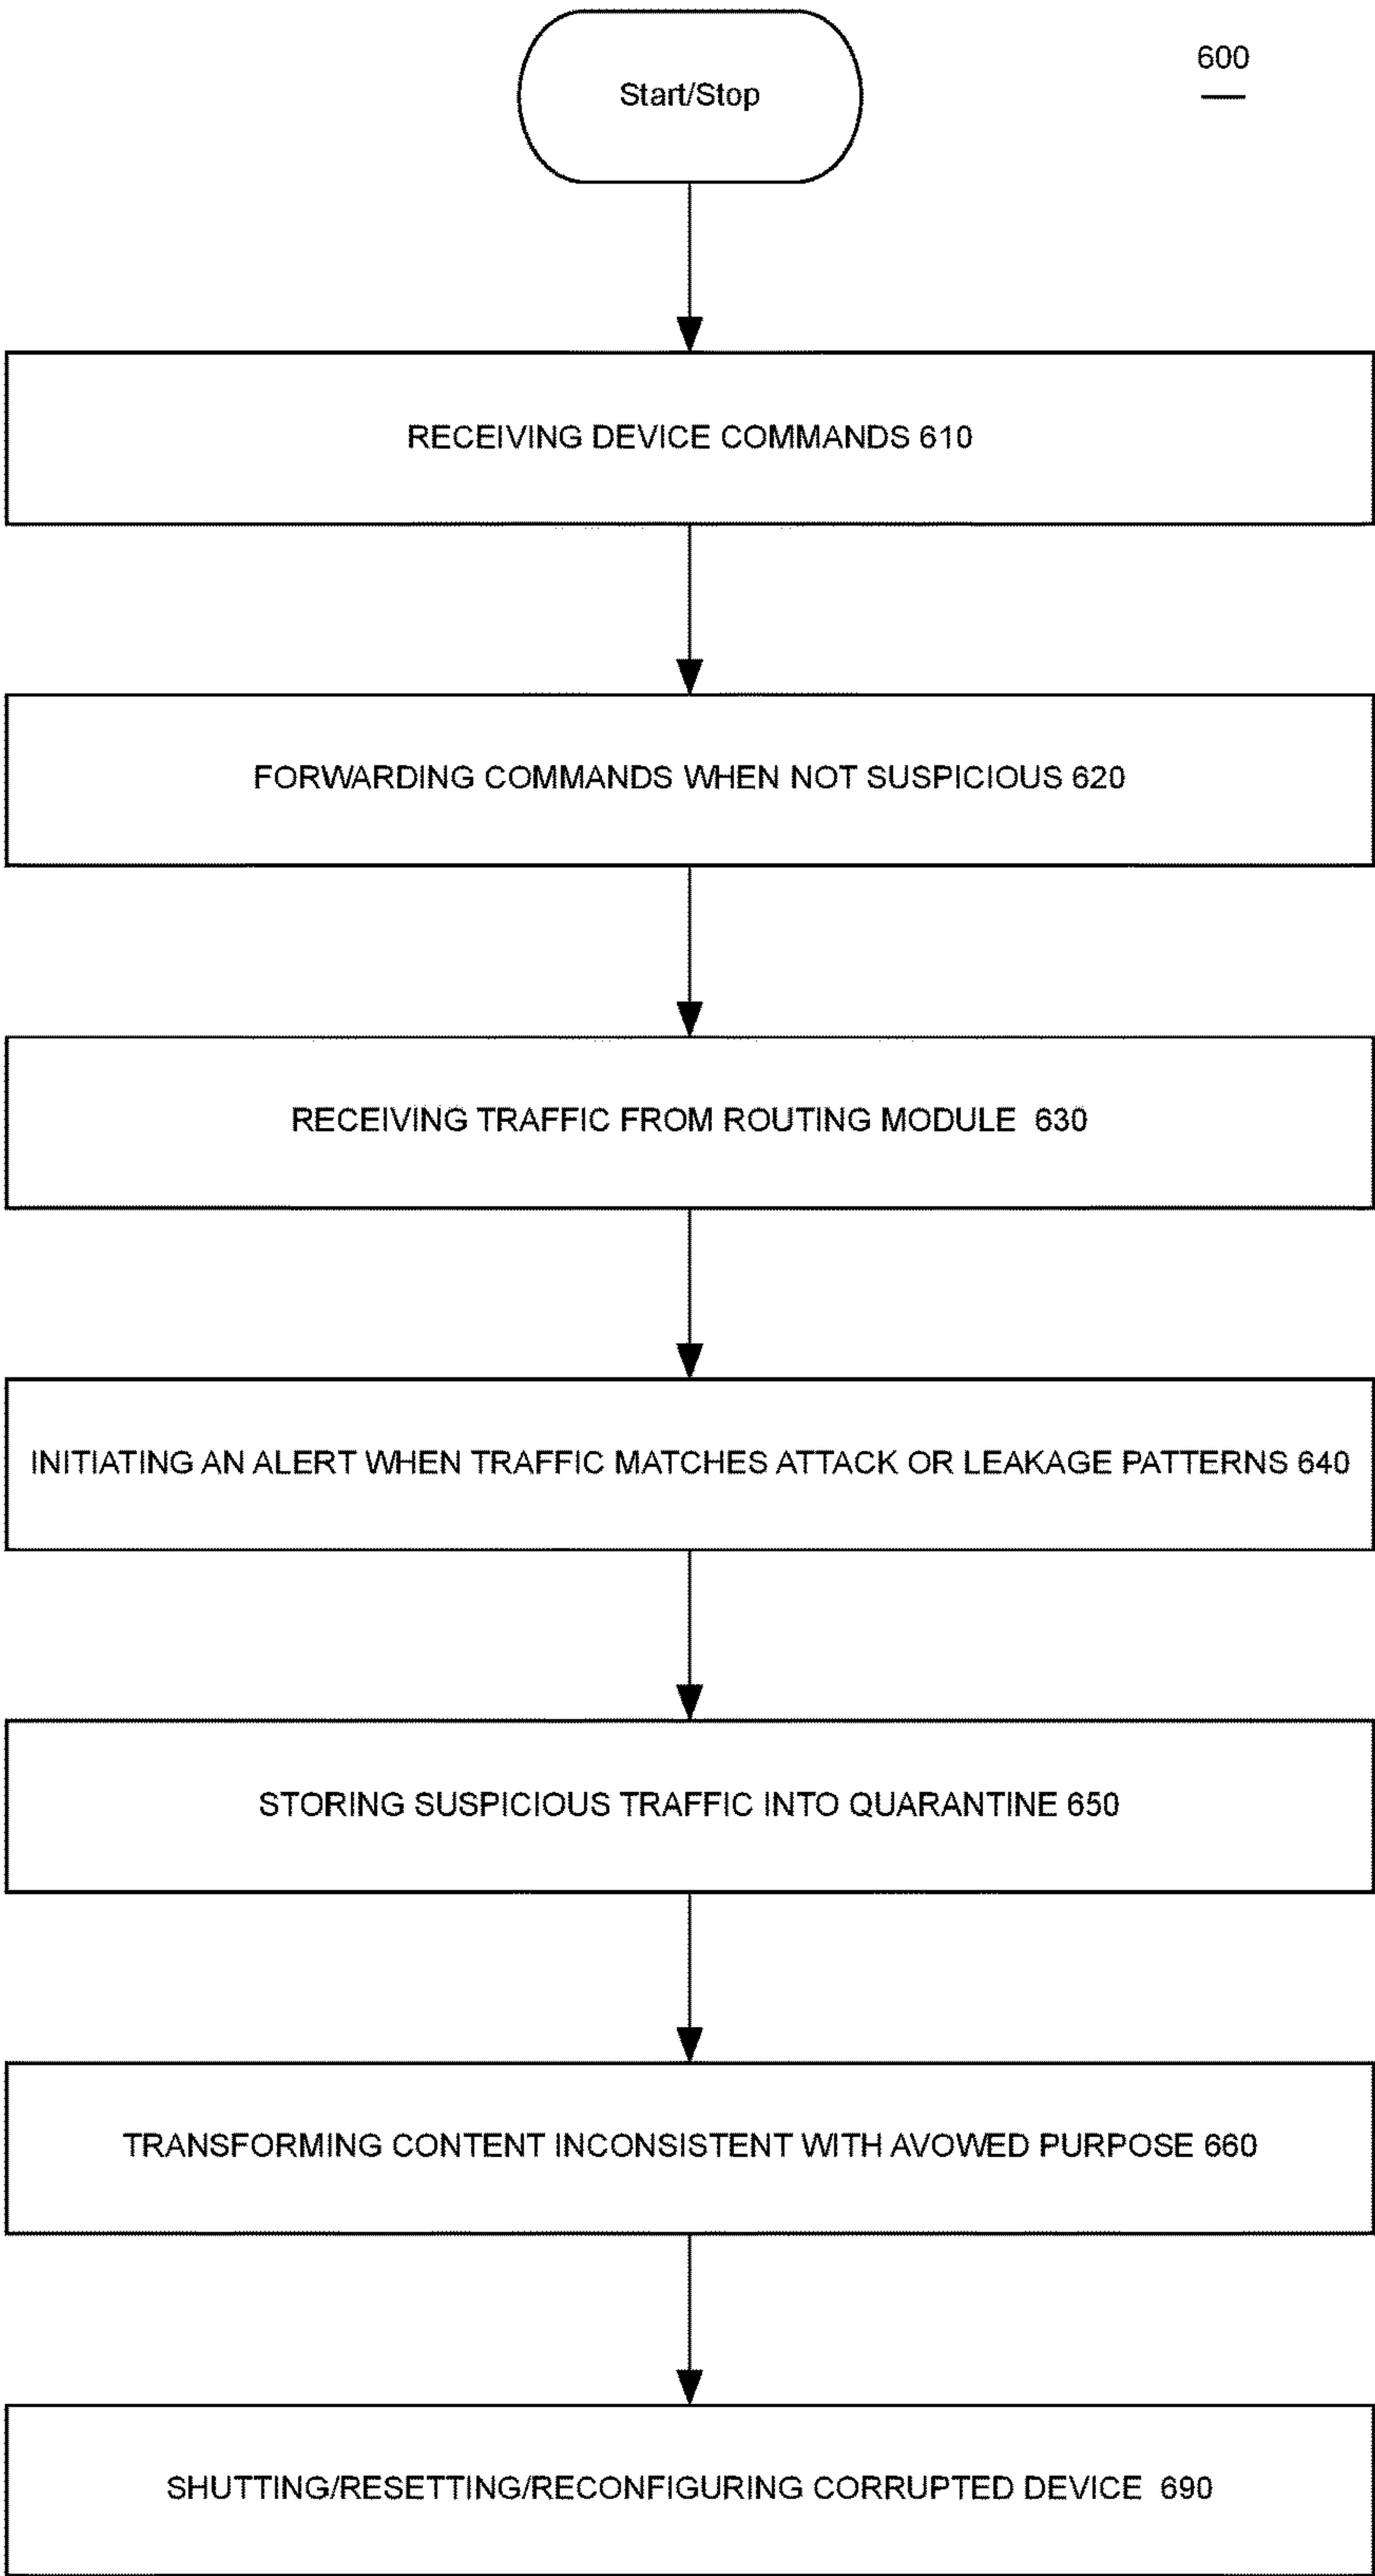 600
Start/Stop
RECEIVING DEVICE COMMANDS 610
FORWARDING COMMANDS WHEN NOT SUSPICIOUS 620
RECEIVING TRAFFIC FROM ROUTING MODULE 630
INITIATING AN ALERT WHEN TRAFFIC MATCHES ATTACK OR LEAKAGE PATTERNS 640
STORING SUSPICIOUS TRAFFIC INTO QUARANTINE 650
TRANSFORMING CONTENT INCONSISTENT WITH AVOWED PURPOSE 660
SHUTTING/RESETTING/RECONFIGURING CORRUPTED DEVICE 690